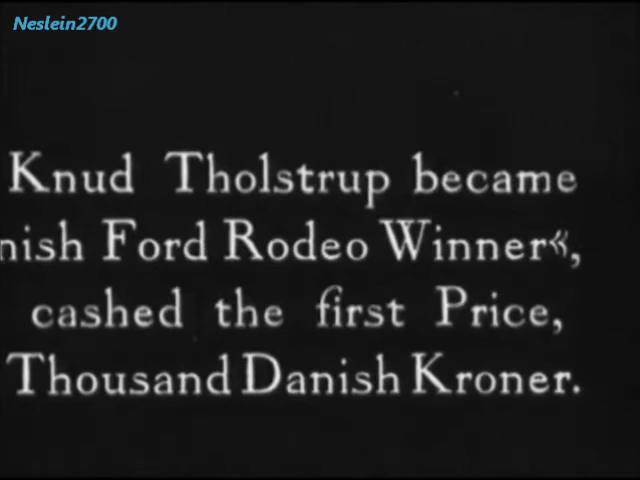 Neslein2700
Knud Tholstrup became
nish Ford Rodeo Winner«,
cashed the first Price,
Thousand Danish Kroner.